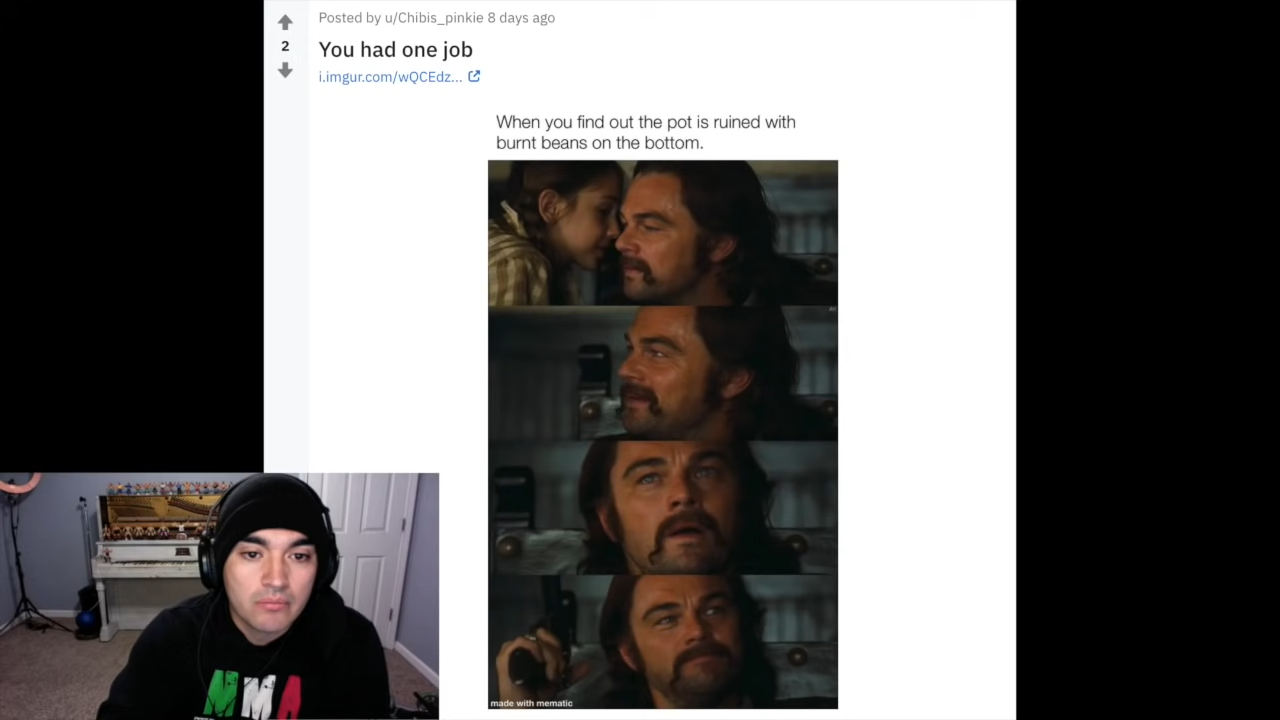 Posted by u/Chibis_pinkie 8 days ago
2
You had one job
i.imgur.com/wQCEdz...
When you find out the pot is ruined with
burnt beans on the bottom.
made with mematic
MMA